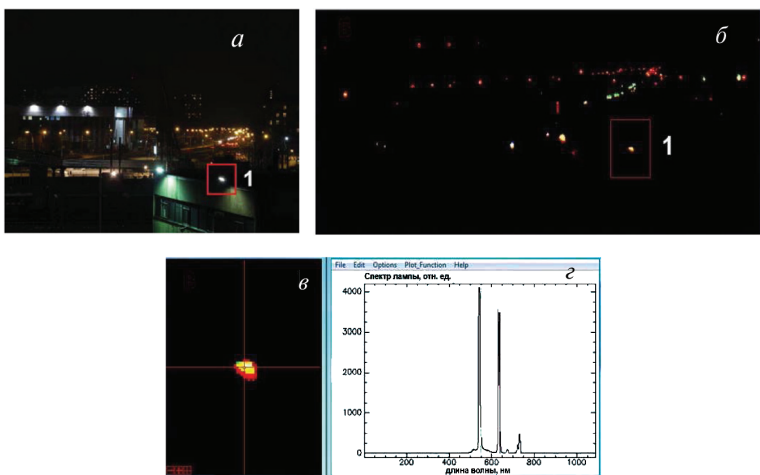 а
б
1
1
в
File Edit Options Plot_Function Help
г
Спектр лампы, отн. ед.
4000
3000
2000
1000
0
200 400 600 800 1000
длина волны, нм